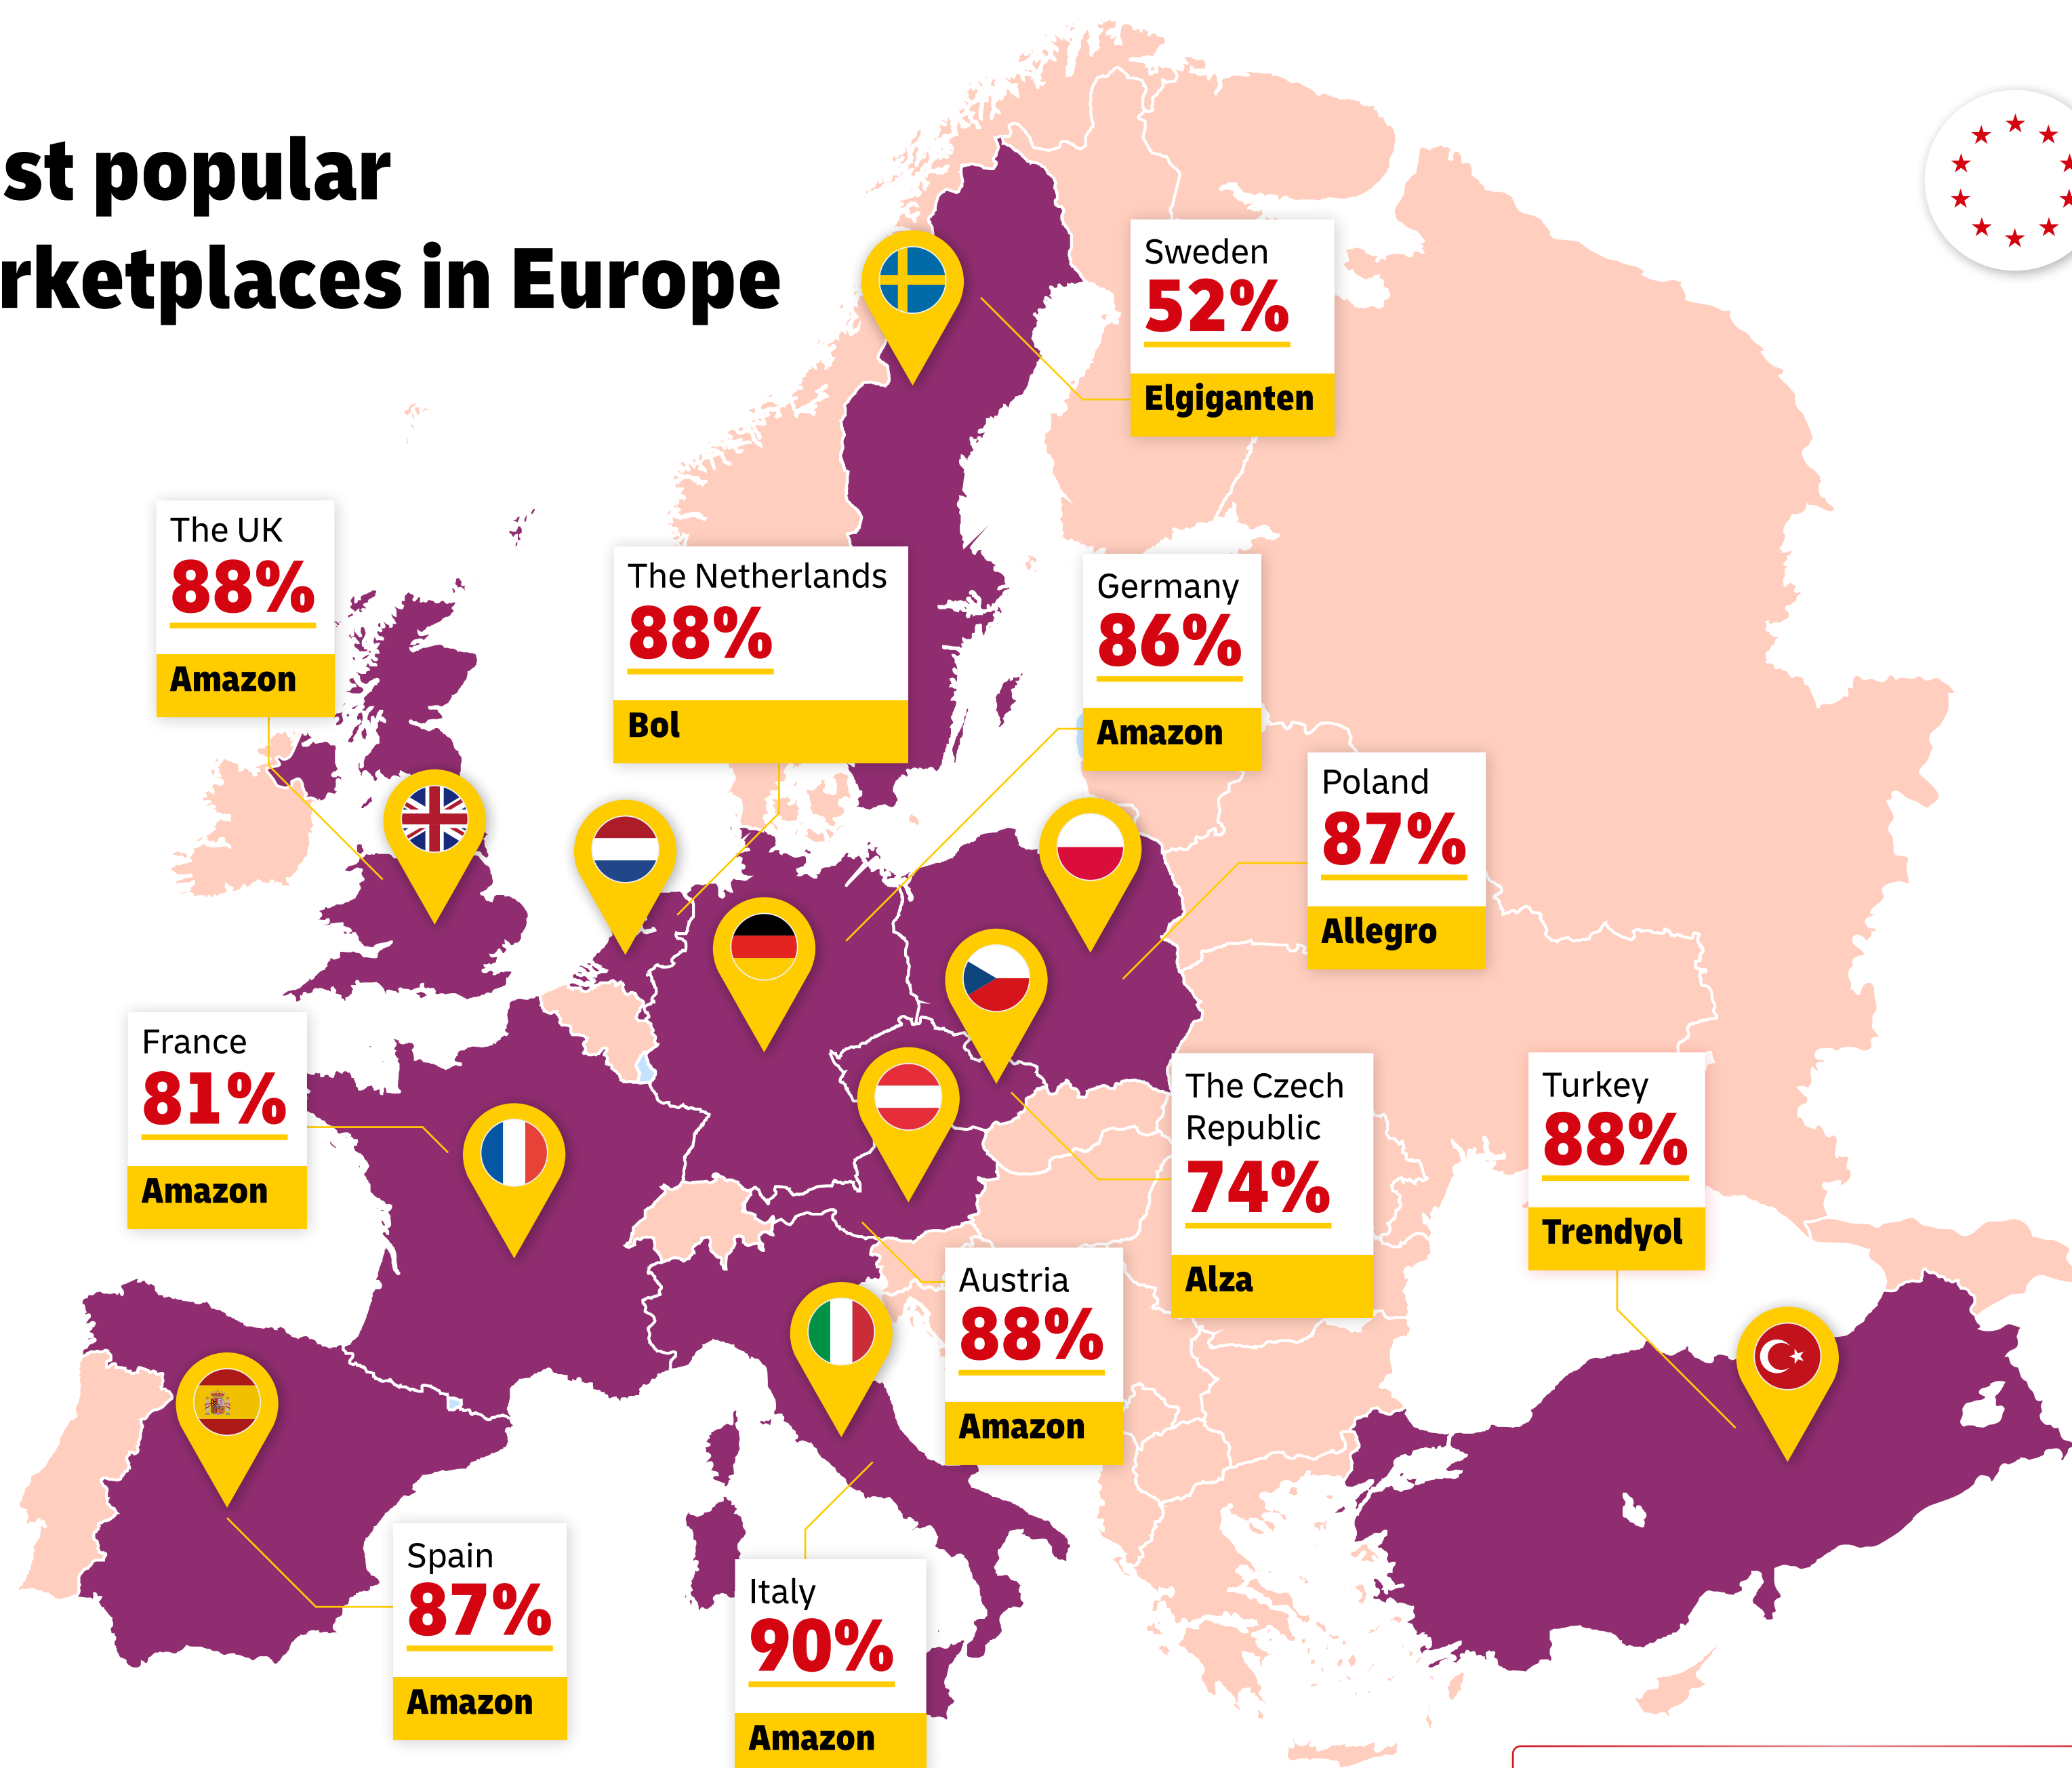 st popular
rketplaces in Europe
Sweden
52%
Elgiganten
The UK
88%
Amazon
The Netherlands
88%
Bol
Germany
86%
Amazon
Poland
87%
Allegro
France
81%
Amazon
The Czech
Republic
74%
Alza
Turkey
88%
Trendyol
Austria
88%
Amazon
Spain
87%
Amazon
Italy
90%
Amazon